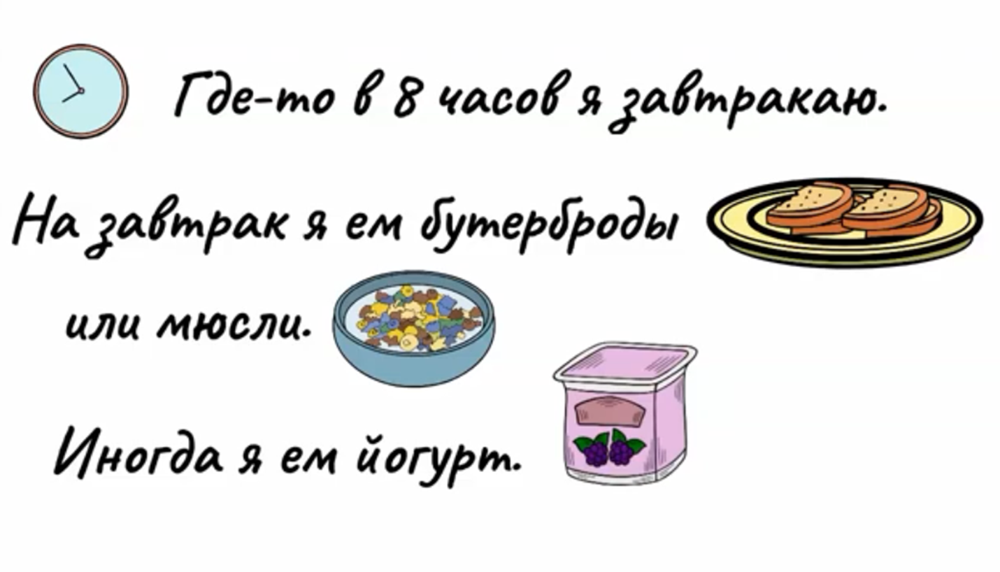 Где-то в 8 часов я завтракаю.
На завтрак я ем бутерброды
или мюсли.
Иногда я ем йогурт.